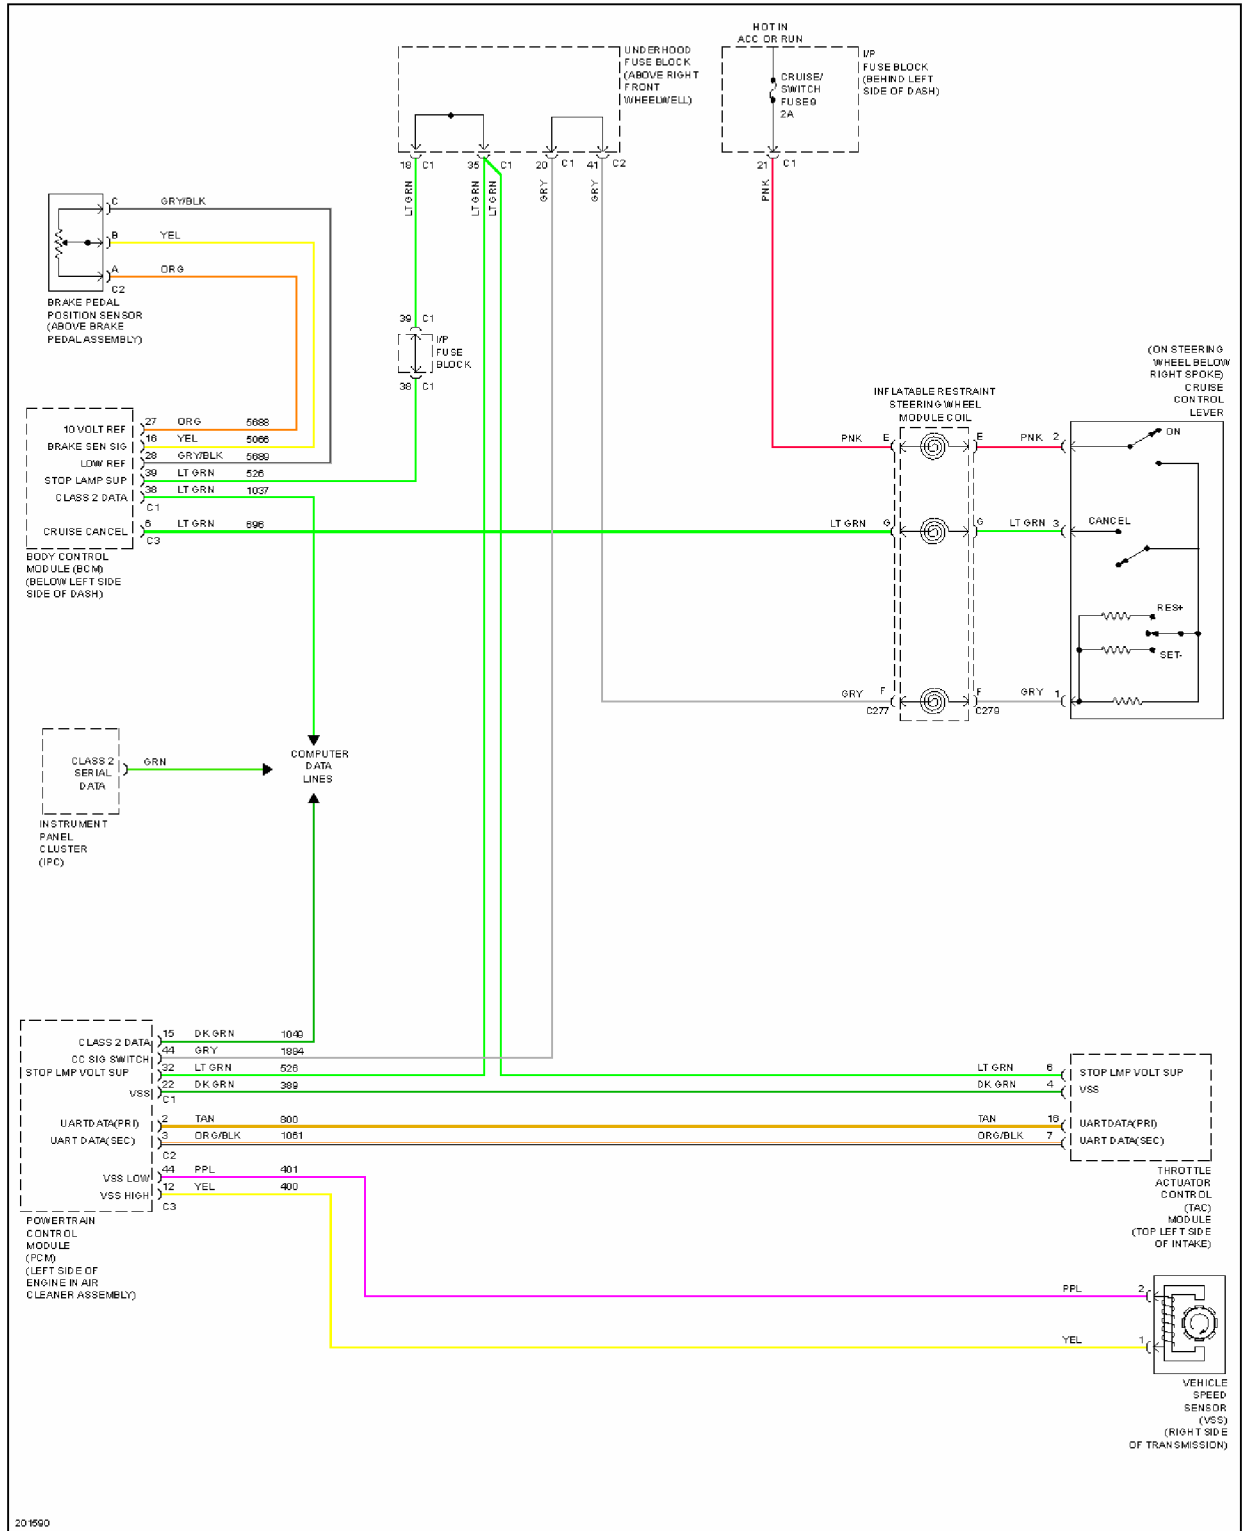 HOT IN
ACC OR RUN
UNDERHOOD
FUSE BLOCK
(ABOVE RIGHT
FRONT
WHEELWELL)
CRUISE/
SWITCH
FUSE 9
2A
I/P
FUSE BLOCK
(BEHIND LEFT
SIDE OF DASH)
18 C1
35 C1
20 C1
41 C2
21 C1
LT GRN
LT GRN
LT GRN
GRY
GRY
PNK
C GRY/BLK
B YEL
A ORG
C2
BRAKE PEDAL
POSITION SENSOR
(ABOVE BRAKE
PEDAL ASSEMBLY)
39 C1
I/P
FUSE
BLOCK
38 C1
(ON STEERING
WHEEL BELOW
RIGHT SPOKE)
CRUISE
CONTROL
LEVER
INFLATABLE RESTRAINT
STEERING WHEEL
MODULE COIL
10 VOLT REF 27 ORG 5688
BRAKE SEN SIG 16 YEL 5066
LOW REF 28 GRY/BLK 5689
STOP LAMP SUP 39 LT GRN 526
CLASS 2 DATA 38 LT GRN 1037
C1
CRUISE CANCEL 6 LT GRN 696
C3
BODY CONTROL
MODULE (BCM)
(BELOW LEFT SIDE
SIDE OF DASH)
PNK E E PNK 2 ON
LT GRN G G LT GRN 3 CANCEL
RES+
SET-
GRY F F GRY 1
C277 C279
CLASS 2
SERIAL
DATA
GRN
COMPUTER
DATA
LINES
INSTRUMENT
PANEL
CLUSTER
(IPC)
CLASS 2 DATA 15 DK GRN 1049
CC SIG SWITCH 44 GRY 1884
STOP LMP VOLT SUP 32 LT GRN 526 LT GRN 6 STOP LMP VOLT SUP
VSS 22 DK GRN 389 DK GRN 4 VSS
C1
UARTDATA(PRI) 2 TAN 800 TAN 16 UARTDATA(PRI)
UART DATA(SEC) 3 ORG/BLK 1061 ORG/BLK 7 UART DATA(SEC)
C2
VSS LOW 44 PPL 401
VSS HIGH 12 YEL 400
C3
POWERTRAIN
CONTROL
MODULE
(PCM)
(LEFT SIDE OF
ENGINE IN AIR
CLEANER ASSEMBLY)
THROTTLE
ACTUATOR
CONTROL
(TAC)
MODULE
(TOP LEFT SIDE
OF INTAKE)
PPL 2
YEL 1
VEHICLE
SPEED
SENSOR
(VSS)
(RIGHT SIDE
OF TRANSMISSION)
201590